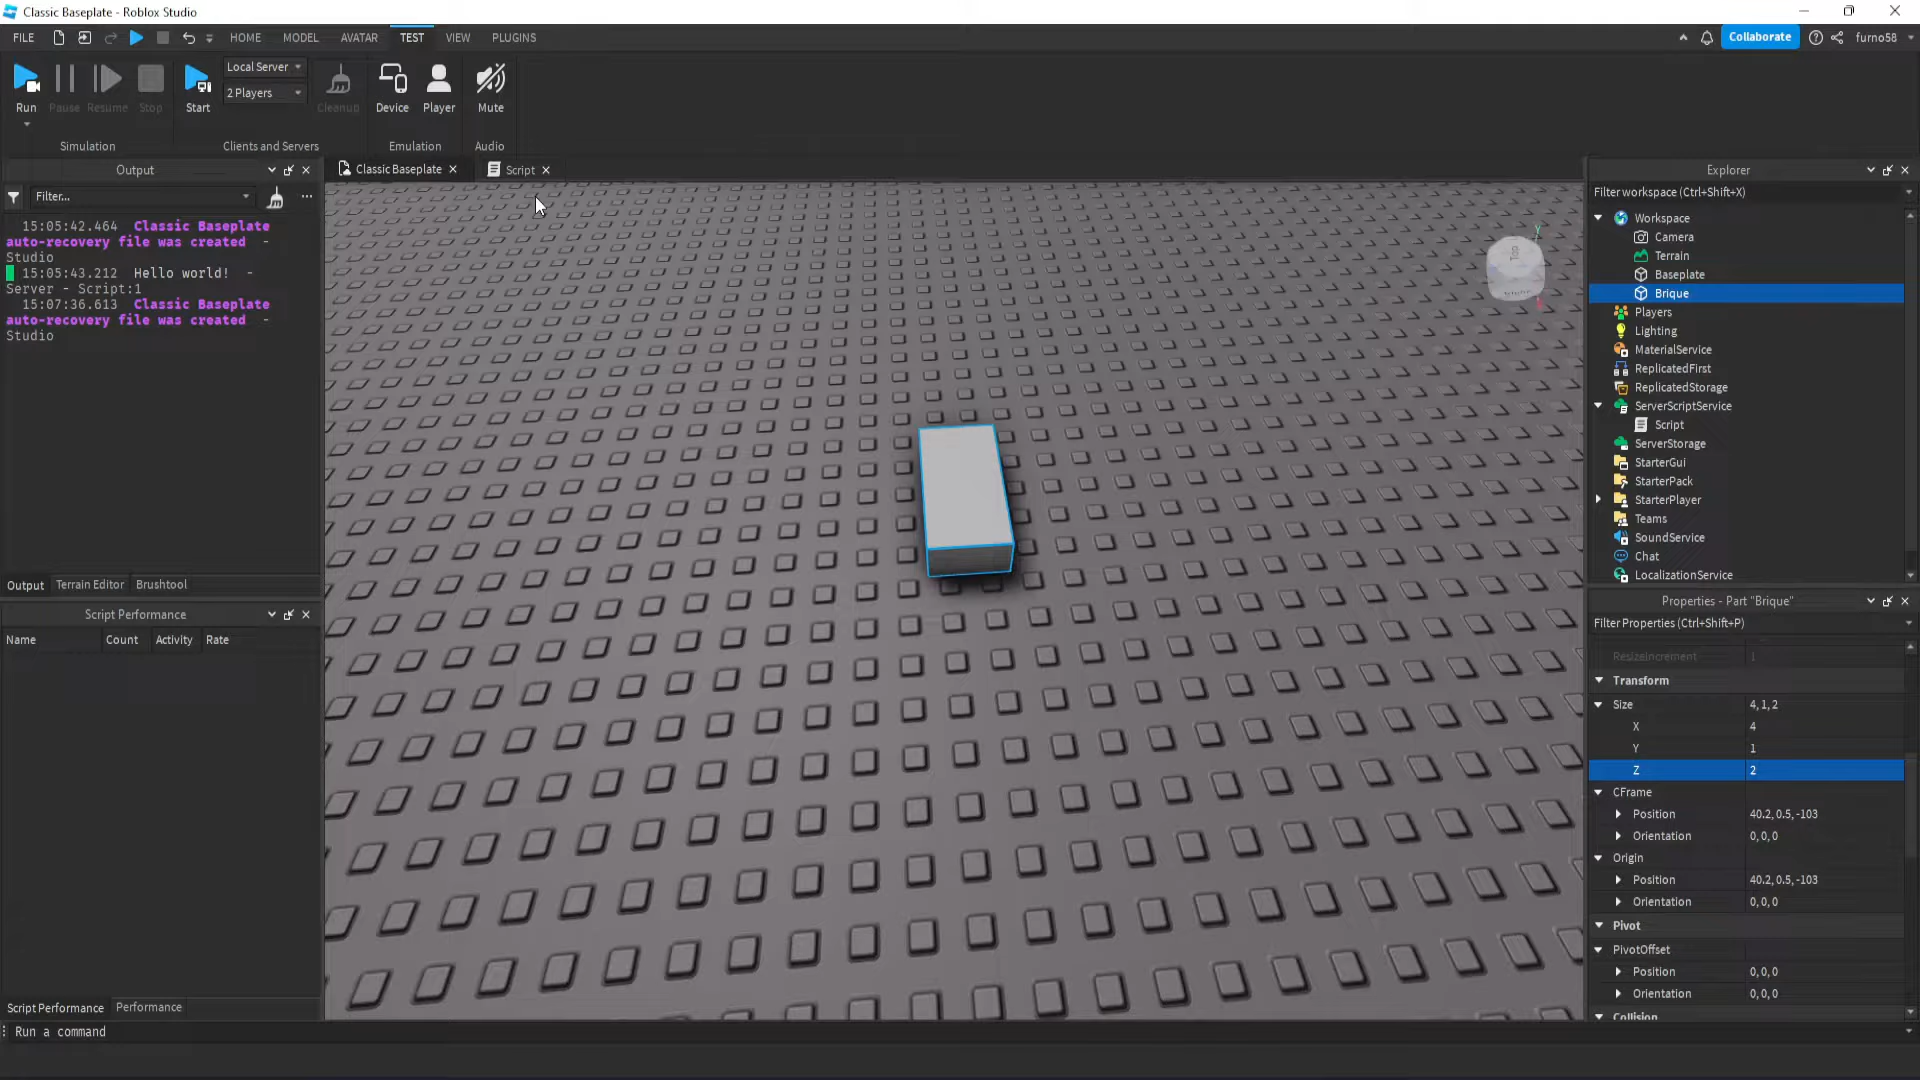 Classic Baseplate - Roblox Studio
FILE HOME MODEL AVATAR TEST VIEW PLUGINS
Collaborate
furno58
Run
Pause
Resume
Stop
Start
Local Server
2 Players
Cleanup
Device
Player
Mute
Simulation
Clients and Servers
Emulation
Audio
Output
Filter...
15:05:42.464 Classic Baseplate
auto-recovery file was created -
Studio
15:05:43.212 Hello world! -
Server - Script:1
15:07:36.613 Classic Baseplate
auto-recovery file was created -
Studio
Output Terrain Editor Brushtool
Script Performance
Name Count Activity Rate
Script Performance Performance
Run a command
Classic Baseplate
Script
Top
Explorer
Filter workspace (Ctrl+Shift+X)
Workspace
Camera
Terrain
Baseplate
Brique
Players
Lighting
MaterialService
ReplicatedFirst
ReplicatedStorage
ServerScriptService
Script
ServerStorage
StarterGui
StarterPack
StarterPlayer
Teams
SoundService
Chat
LocalizationService
Properties - Part "Brique"
Filter Properties (Ctrl+Shift+P)
ResizeIncrement 1
Transform
Size 4, 1, 2
X 4
Y 1
Z 2
CFrame
Position 40.2, 0.5, -103
Orientation 0, 0, 0
Origin
Position 40.2, 0.5, -103
Orientation 0, 0, 0
Pivot
PivotOffset
Position 0, 0, 0
Orientation 0, 0, 0
Collision